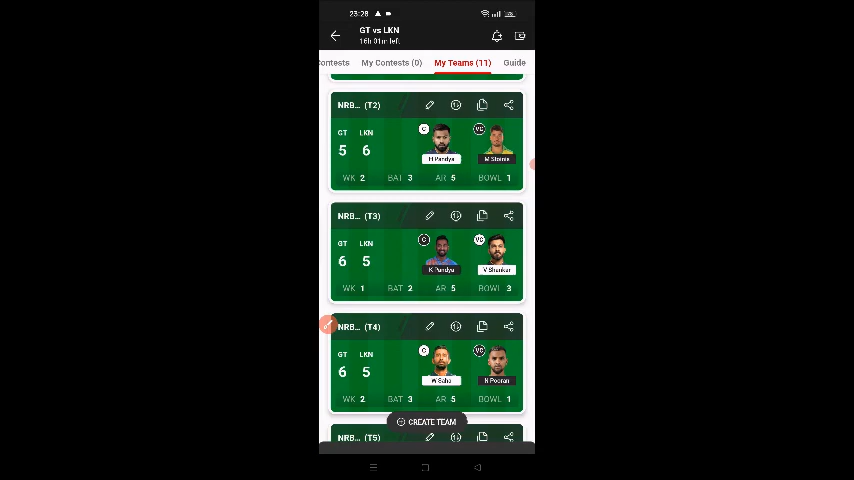 23:28
GT vs LKN
16h 01m left
ontests My Contests (0) My Teams (11) Guide
NRB... (T2)
GT LKN C VC
5 6
H Pandya M Stoinis
WK 2 BAT 3 AR 5 BOWL 1
NRB... (T3)
GT LKN C VC
6 5
K Pandya V Shankar
WK 1 BAT 2 AR 5 BOWL 3
NRB... (T4)
GT LKN C VC
6 5
W Saha N Pooran
WK 2 BAT 3 AR 5 BOWL 1
CREATE TEAM
NRB... (T5)